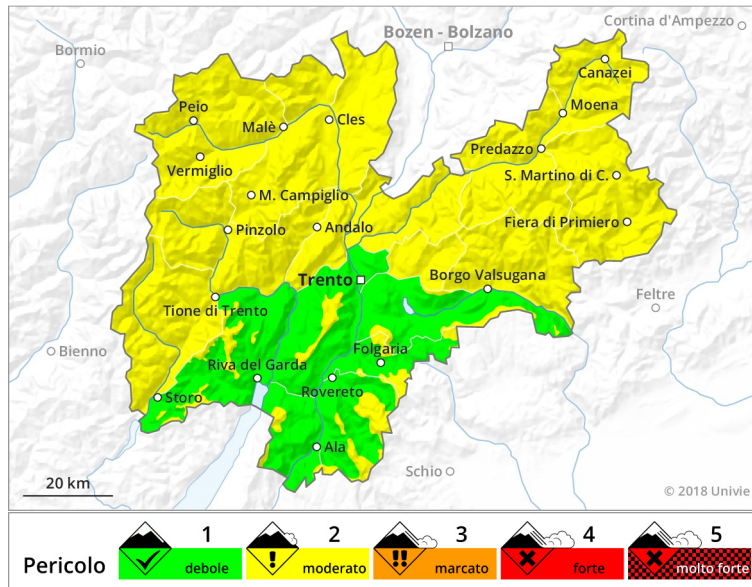 Cortina d'Ampezzo
Bozen - Bolzano
Bormio
Canazei
Peio
Moena
Malè
Cles
Predazzo
Vermiglio
S. Martino di C.
M. Campiglio
Pinzolo
Andalo
Fiera di Primiero
Trento
Borgo Valsugana
Feltre
Tione di Trento
Bienno
Folgaria
Riva del Garda
Rovereto
Storo
Ala
Schio
20 km
© 2018 Univie
Pericolo
1
debole
2
moderato
3
marcato
4
forte
5
molto forte